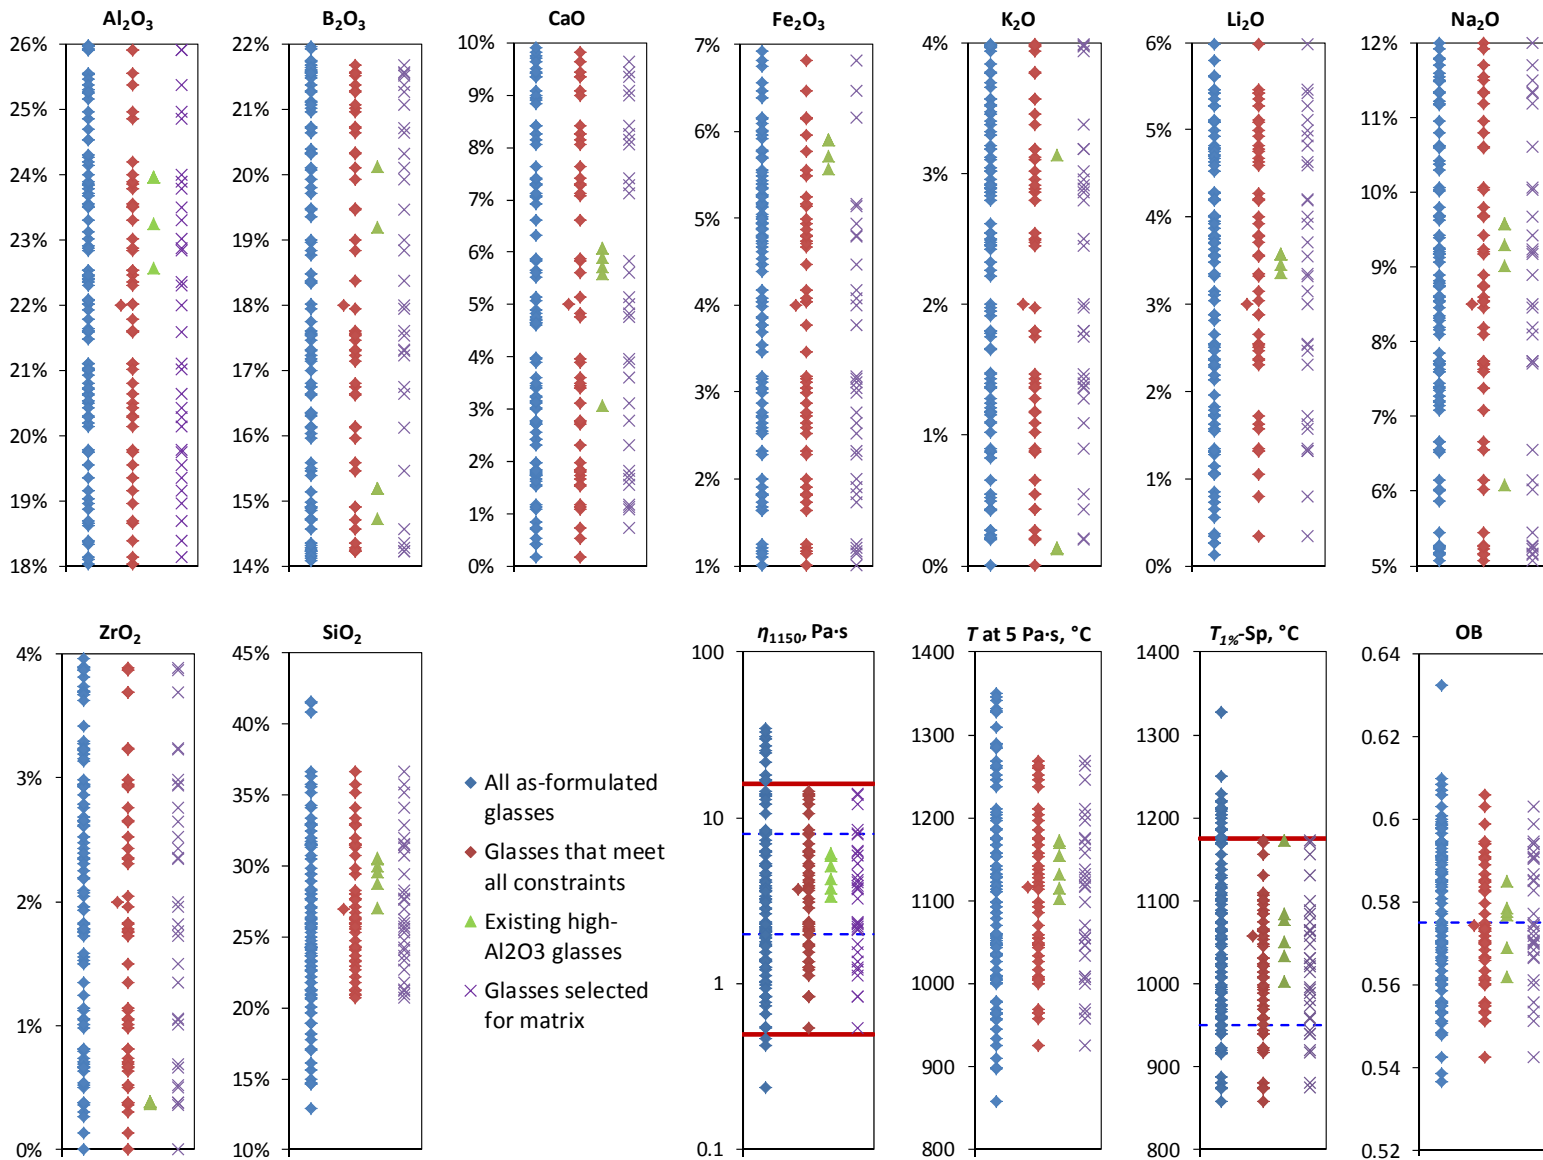 Al₂O₃ B₂O₃ CaO Fe₂O₃ K₂O Li₂O Na₂O
26% 22% 10% 7% 4% 6% 12%
25% 21% 9% 6% 3% 5% 11%
24% 20% 8% 5% 2% 4% 10%
23% 19% 7% 4% 1% 3% 9%
22% 18% 6% 3% 0% 2% 8%
21% 17% 5% 2% 1% 7%
20% 16% 4% 1% 0% 6%
19% 15% 3% 5%
18% 14% 2%
1%
0%
ZrO₂ SiO₂ η₁₁₅₀, Pa·s T at 5 Pa·s, °C T₁%-Sp, °C OB
4% 45% 100 1400 1400 0.64
3% 40% 10 1300 1300 0.62
2% 35% 1 1200 1200 0.6
1% 30% 0.1 1100 1100 0.58
0% 25% 1000 1000 0.56
20% 900 900 0.54
15% 800 800 0.52
10%
All as-formulated
glasses
Glasses that meet
all constraints
Existing high-
Al2O3 glasses
Glasses selected
for matrix